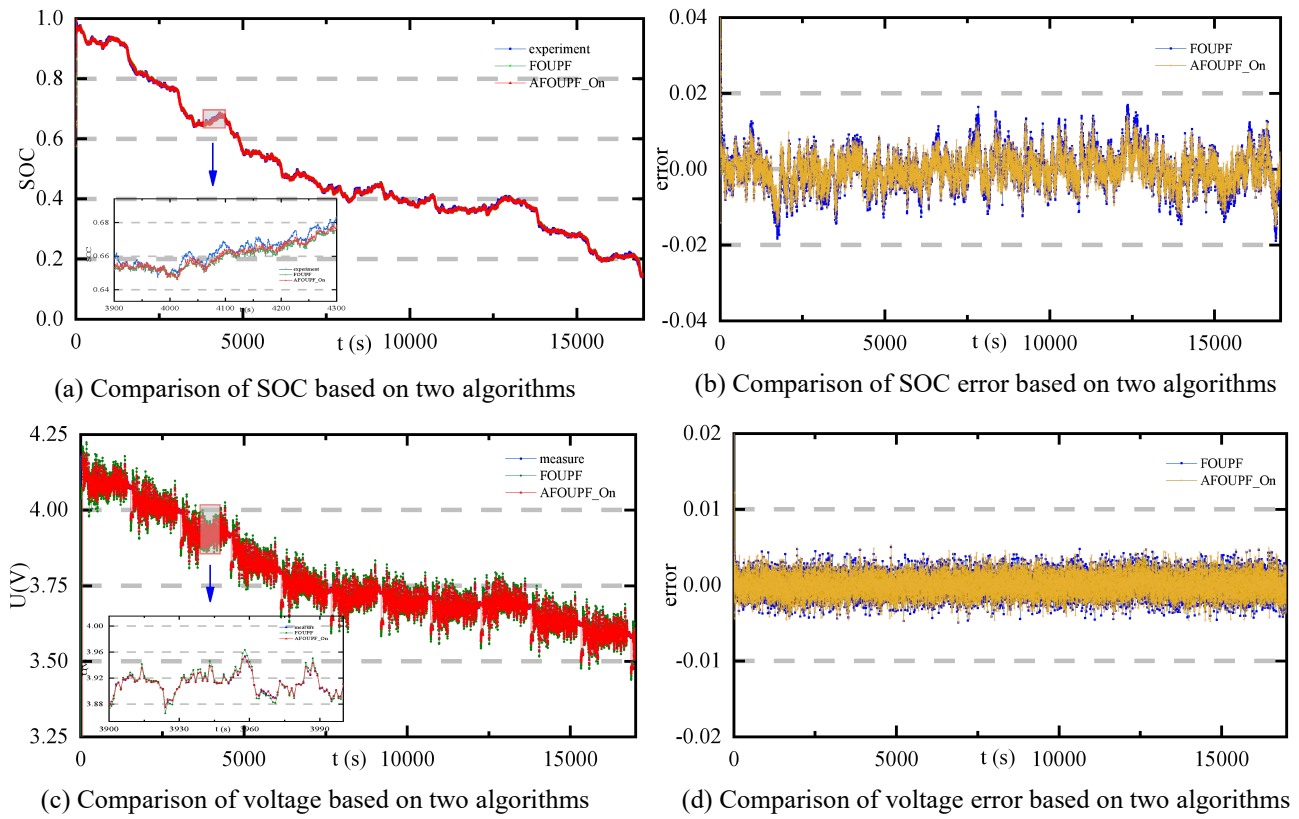 1.0
0.8
0.6
0.4
0.2
0.0
SOC
experiment
FOUPF
AFOUPF_On
0.68
0.66
0.64
SOC
experiment
FOUPF
AFOUPF_On
3900 4000 4100 4200 4300
t (s)
0 5000 10000 15000
t (s)
(a) Comparison of SOC based on two algorithms
0.04
0.02
0.00
-0.02
-0.04
error
FOUPF
AFOUPF_On
0 5000 10000 15000
t (s)
(b) Comparison of SOC error based on two algorithms
4.25
4.00
3.75
3.50
3.25
U(V)
measure
FOUPF
AFOUPF_On
4.00
3.96
3.92
3.88
measure
FOUPF
AFOUPF_On
3900 3930 3960 3990
t (s)
0 5000 10000 15000
t (s)
(c) Comparison of voltage based on two algorithms
0.02
0.01
0.00
-0.01
-0.02
error
FOUPF
AFOUPF_On
0 5000 10000 15000
t (s)
(d) Comparison of voltage error based on two algorithms